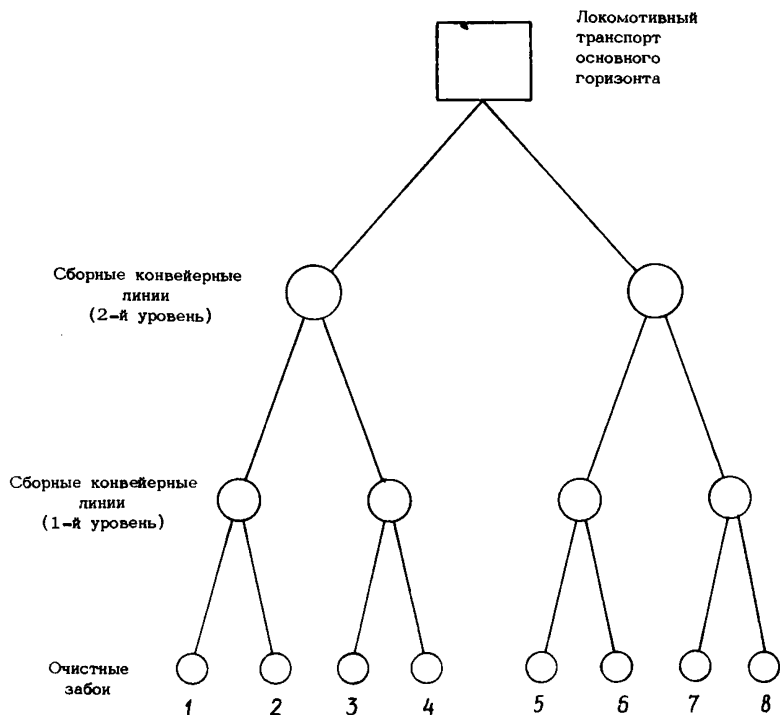 Локомотивный
транспорт
основного
горизонта
Сборные конвейерные
линии
(2-й уровень)
Сборные конвейерные
линии
(1-й уровень)
Очистные
забои
1 2 3 4 5 6 7 8